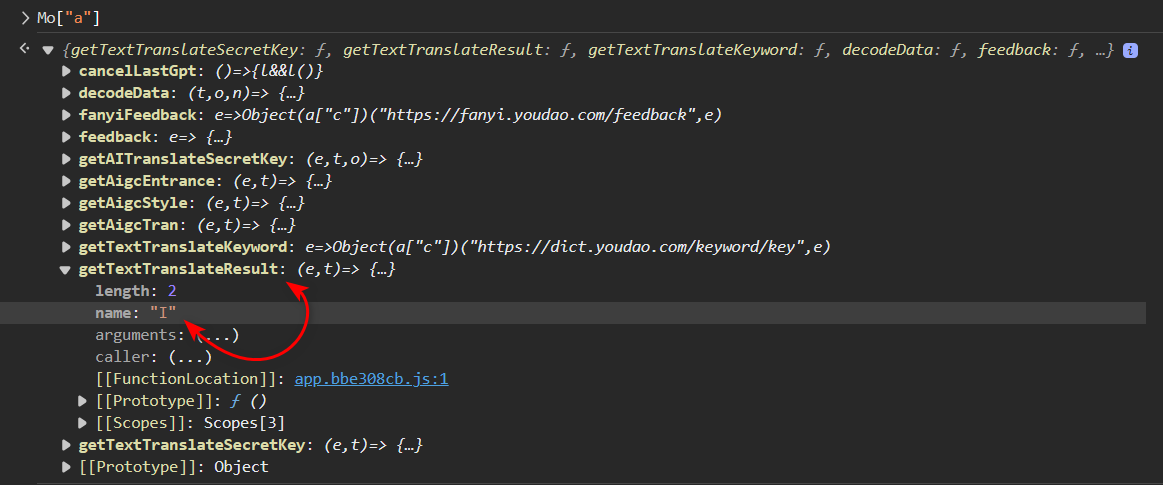 Mo["a"]
{getTextTranslateSecretKey: ƒ, getTextTranslateResult: ƒ, getTextTranslateKeyword: ƒ, decodeData: ƒ, feedback: ƒ, …} i
cancelLastGpt: ()=>{l&&l()}
decodeData: (t,o,n)=> {…}
fanyiFeedback: e=>Object(a["c"])("https://fanyi.youdao.com/feedback",e)
feedback: e=> {…}
getAITranslateSecretKey: (e,t,o)=> {…}
getAigcEntrance: (e,t)=> {…}
getAigcStyle: (e,t)=> {…}
getAigcTran: (e,t)=> {…}
getTextTranslateKeyword: e=>Object(a["c"])("https://dict.youdao.com/keyword/key",e)
getTextTranslateResult: (e,t)=> {…}
length: 2
name: "I"
arguments: (...)
caller: (...)
[[FunctionLocation]]: app.bbe308cb.js:1
[[Prototype]]: ƒ ()
[[Scopes]]: Scopes[3]
getTextTranslateSecretKey: (e,t)=> {…}
[[Prototype]]: Object